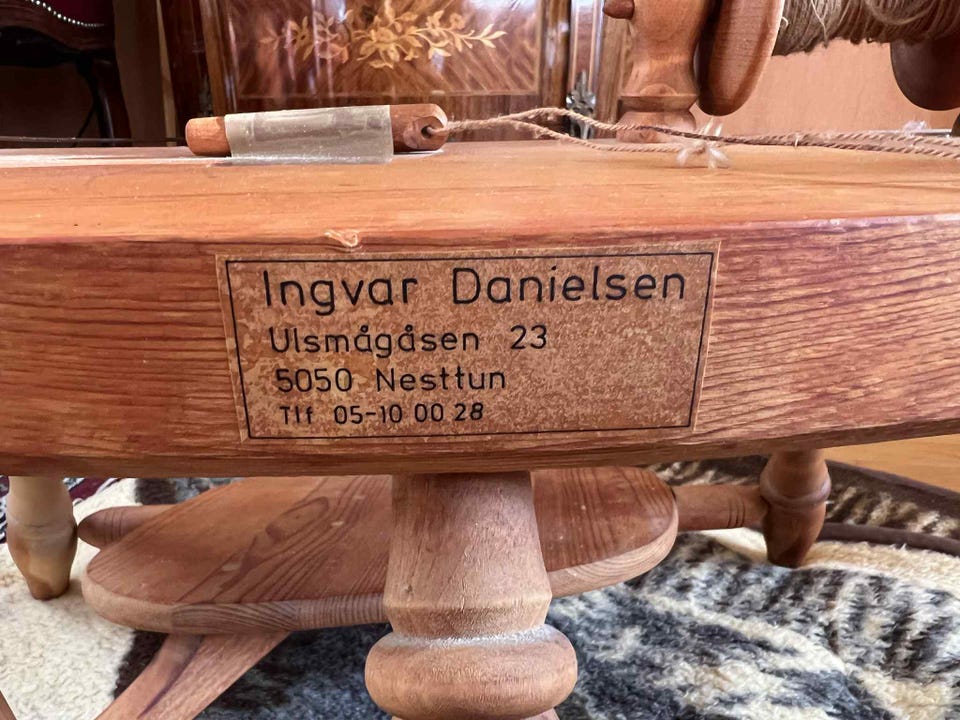 Ingvar Danielsen
Ulsmågåsen 23
5050 Nesttun
Tlf 05-10 00 28